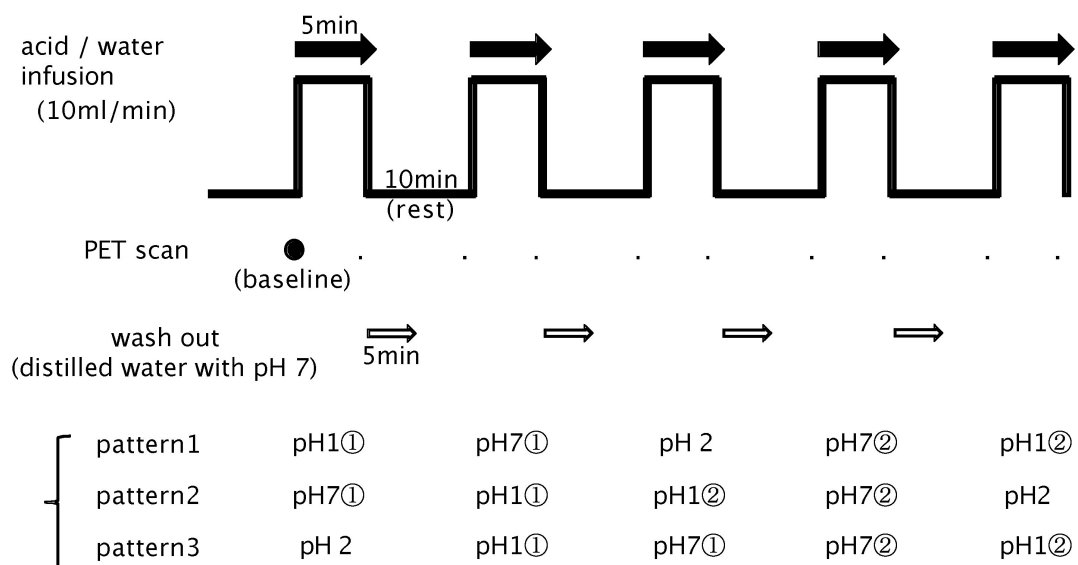 5min
acid / water
infusion
(10ml/min)
10min
(rest)
PET scan
(baseline)
wash out
(distilled water with pH 7)
5min
pattern1 pH1① pH7① pH 2 pH7② pH1②
pattern2 pH7① pH1① pH1② pH7② pH2
pattern3 pH 2 pH1① pH7① pH7② pH1②